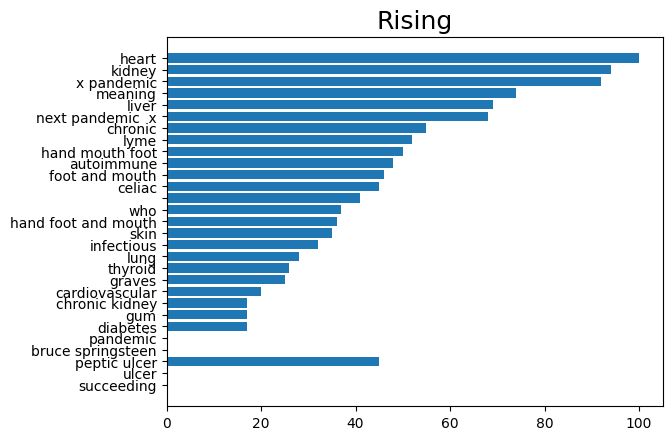 Rising
heart
kidney
x pandemic
meaning
liver
next pandemic .x
chronic
lyme
hand mouth foot
autoimmune
foot and mouth
celiac
who
hand foot and mouth
skin
infectious
lung
thyroid
graves
cardiovascular
chronic kidney
gum
diabetes
pandemic
bruce springsteen
peptic ulcer
ulcer
succeeding
0 20 40 60 80 100